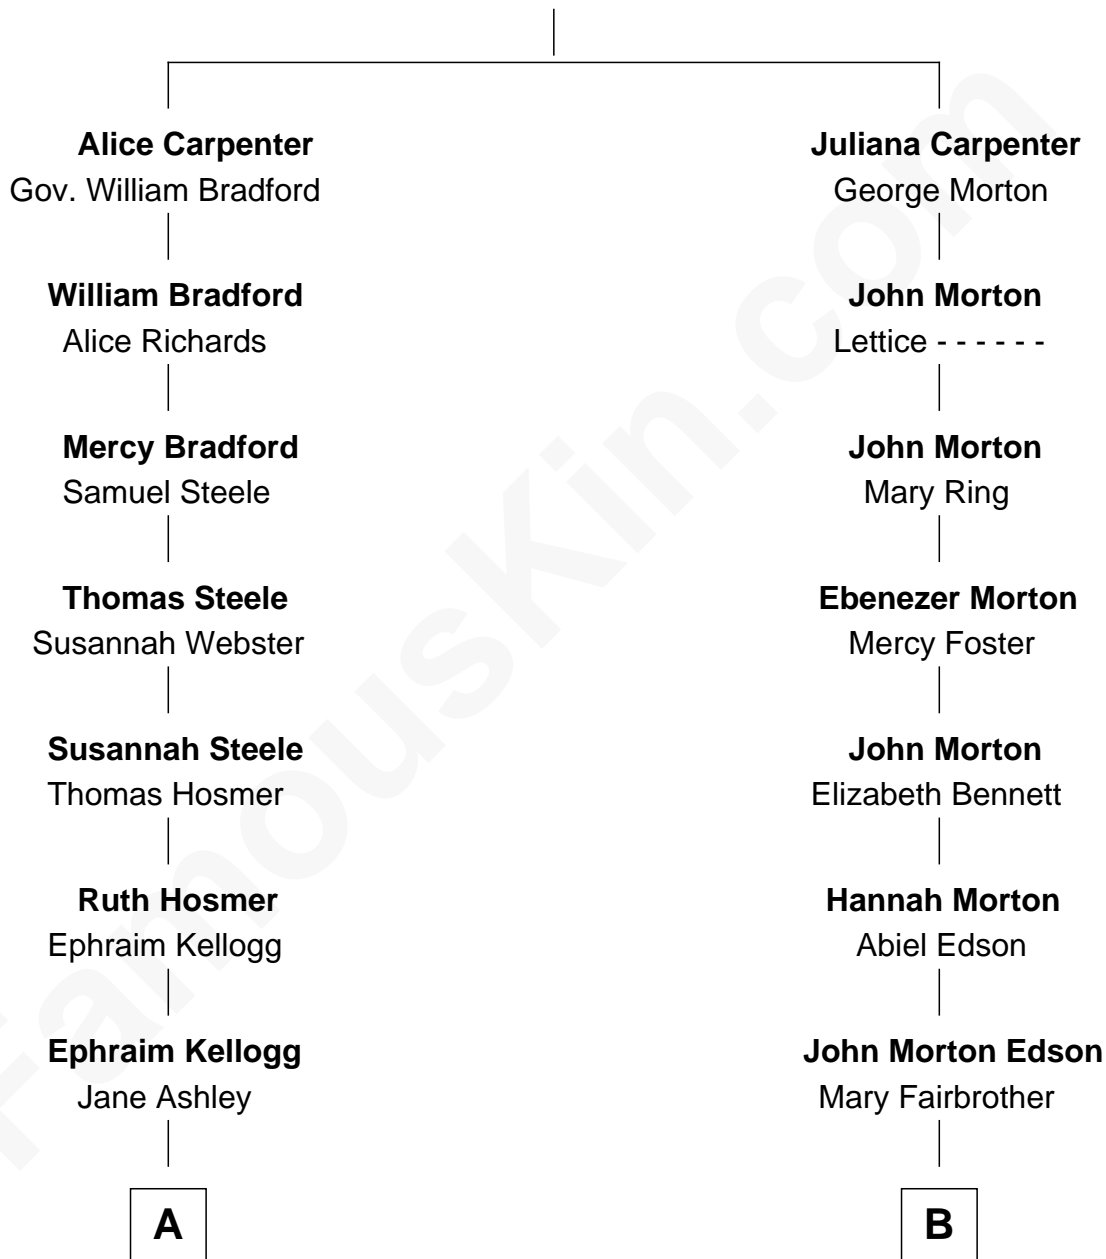 Alice Carpenter
Gov. William Bradford
William Bradford
Alice Richards
Mercy Bradford
Samuel Steele
Thomas Steele
Susannah Webster
Susannah Steele
Thomas Hosmer
Ruth Hosmer
Ephraim Kellogg
Ephraim Kellogg
Jane Ashley
A
Juliana Carpenter
George Morton
John Morton
Lettice - - - - - -
John Morton
Mary Ring
Ebenezer Morton
Mercy Foster
John Morton
Elizabeth Bennett
Hannah Morton
Abiel Edson
John Morton Edson
Mary Fairbrother
B
FamousKin.com